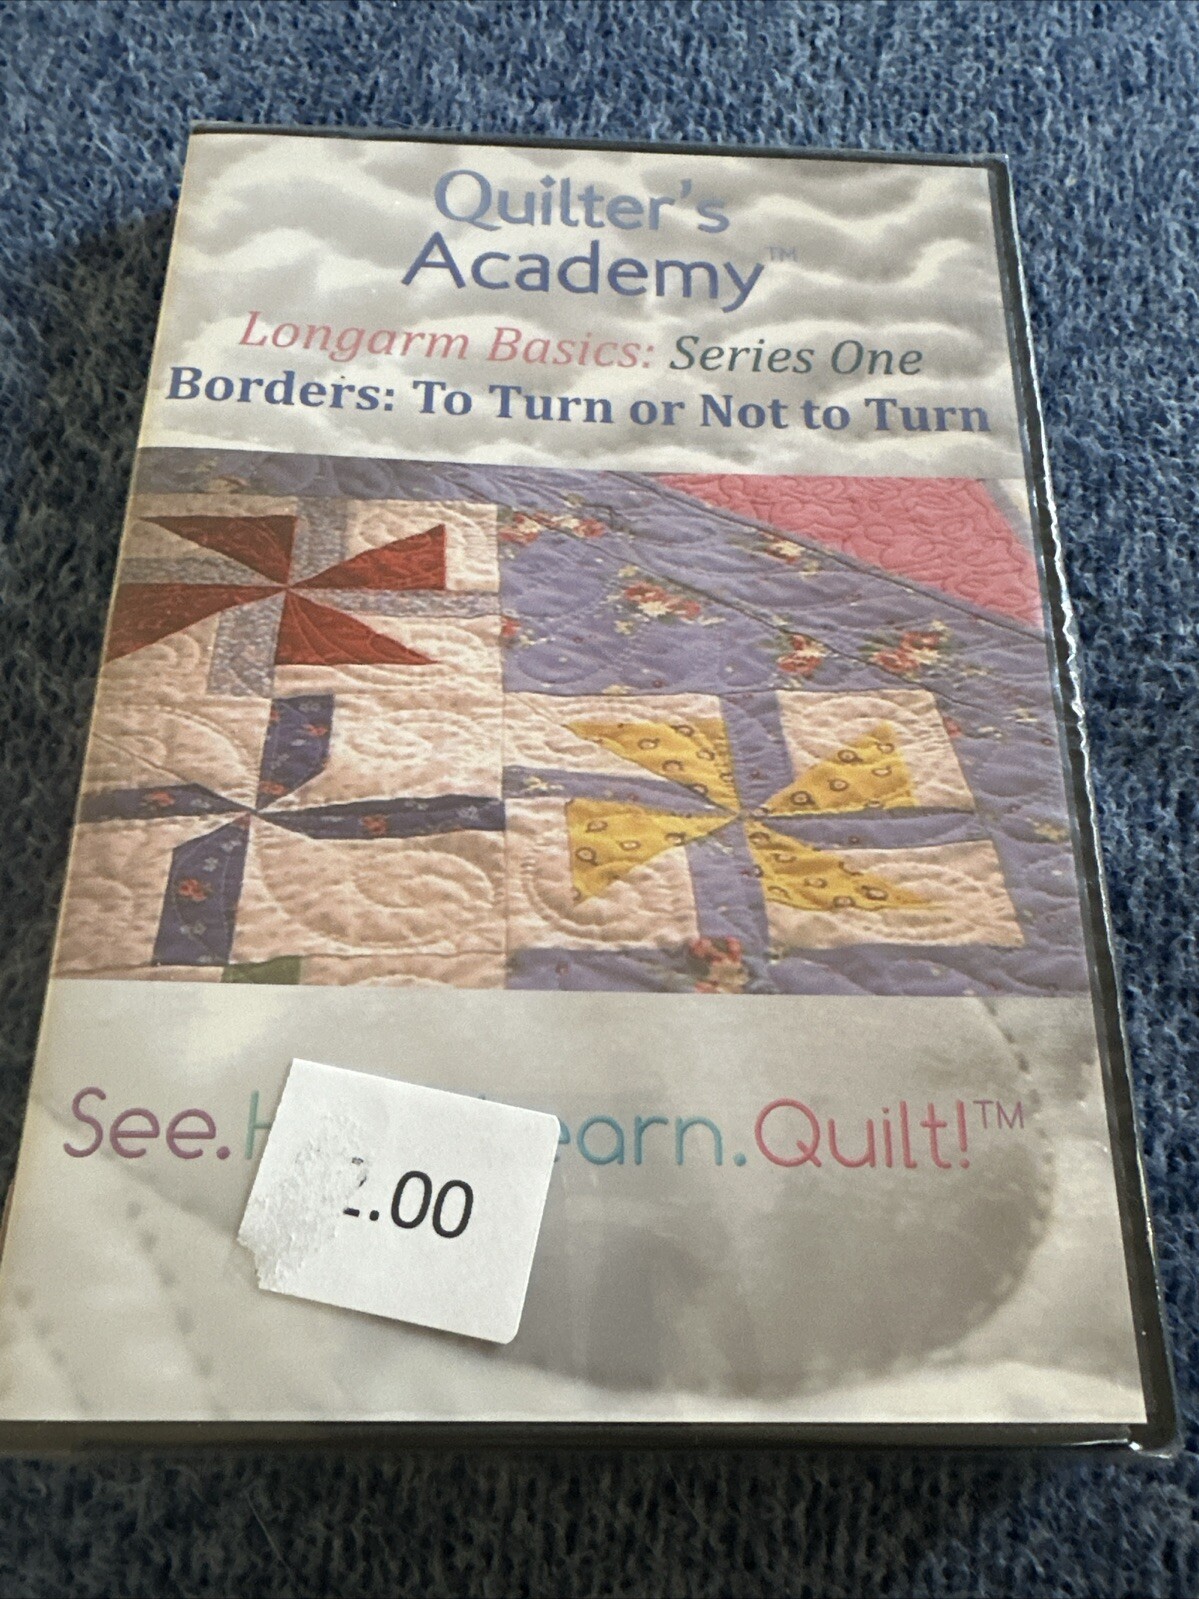 Quilter's
Academy™
Longarm Basics: Series One
Borders: To Turn or Not to Turn
See. earn.Quilt!™
.00